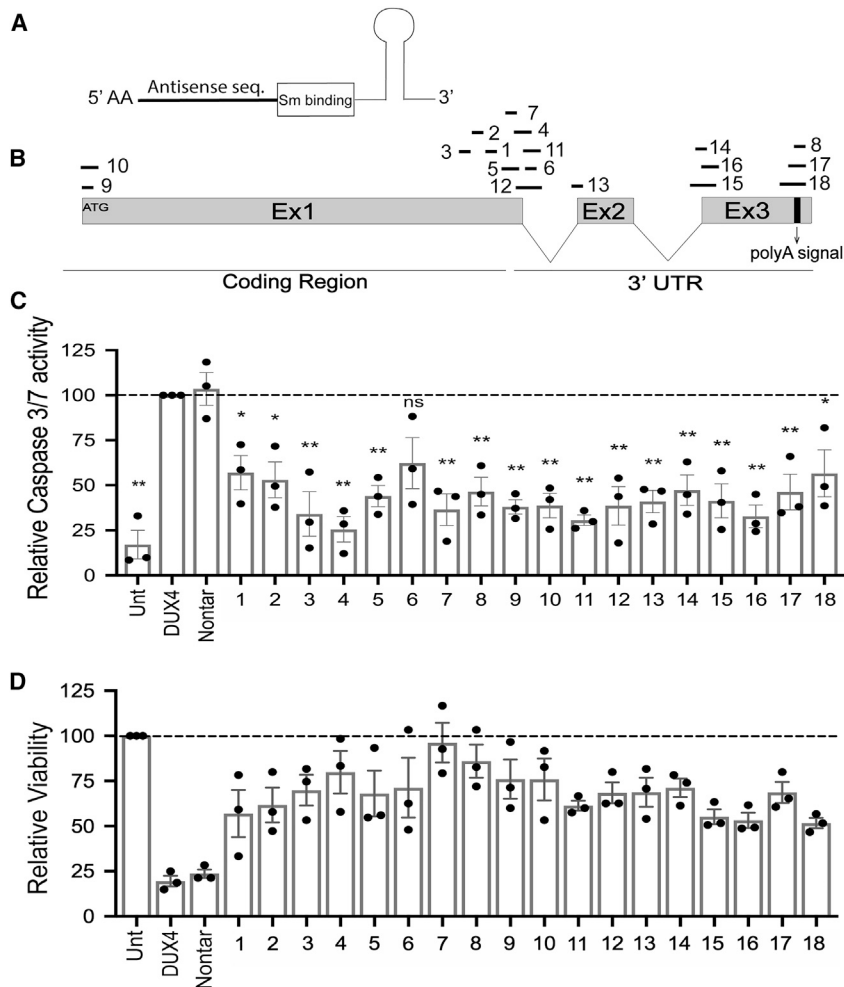 A
5' AA
Antisense seq.
Sm binding
3'
B
7
2
4
3
1
11
5
6
12
10
9
13
14
16
15
8
17
18
ATG
Ex1
Ex2
Ex3
polyA signal
Coding Region
3' UTR
C
Relative Caspase 3/7 activity
125
100
75
50
25
0
**
*
*
**
**
**
ns
**
**
**
**
**
**
**
**
**
**
**
*
Unt
DUX4
Nontar
1 2 3 4 5 6 7 8 9 10 11 12 13 14 15 16 17 18
D
Relative Viability
125
100
75
50
25
0
Unt
DUX4
Nontar
1 2 3 4 5 6 7 8 9 10 11 12 13 14 15 16 17 18